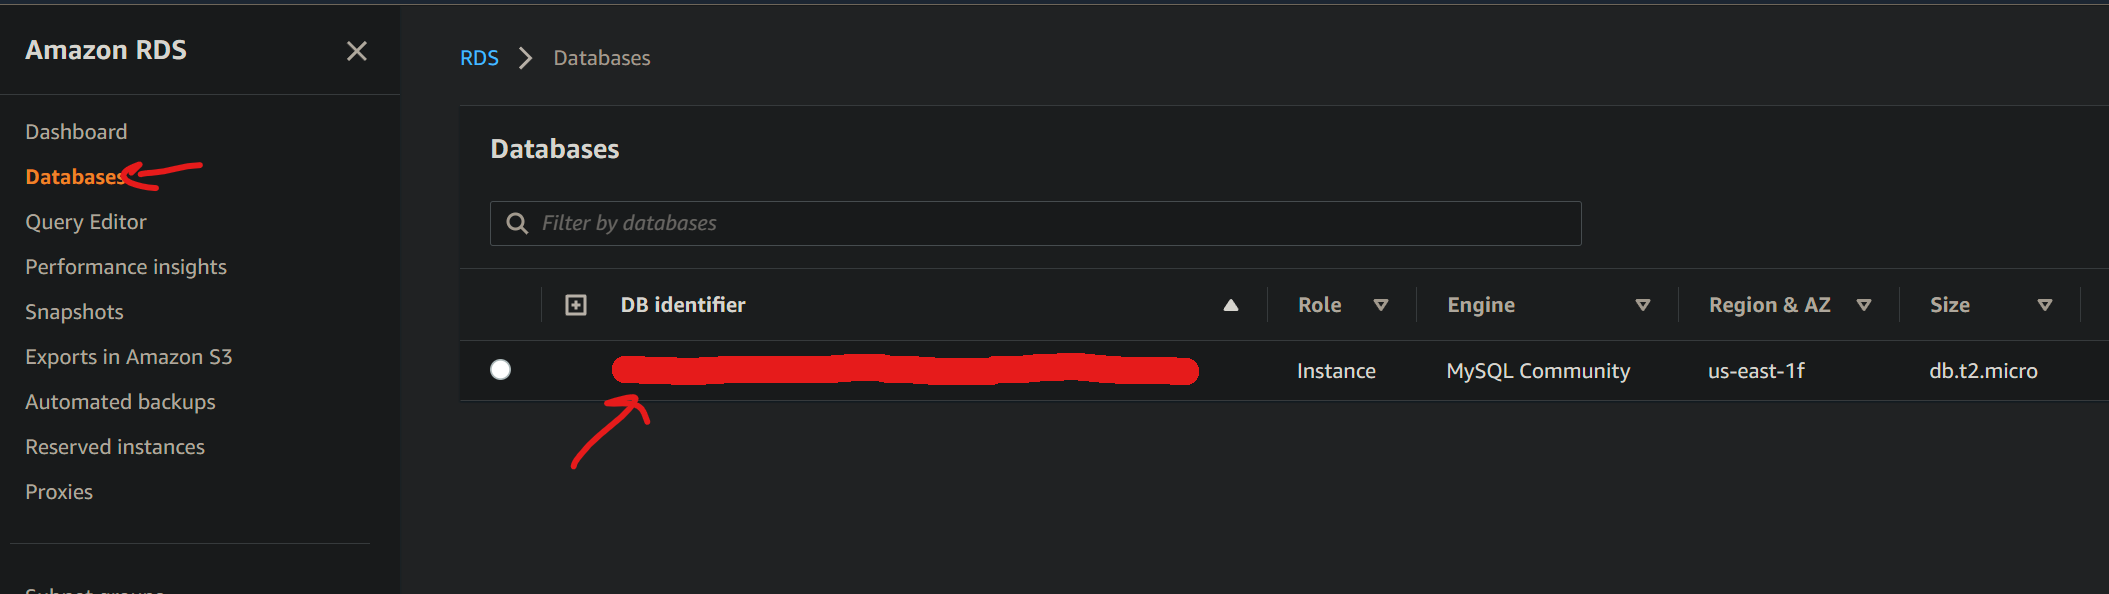 Amazon RDS
Dashboard
Databases
Query Editor
Performance insights
Snapshots
Exports in Amazon S3
Automated backups
Reserved instances
Proxies
Subnet groups
RDS > Databases
Databases
Filter by databases
DB identifier Role Engine Region & AZ Size
Instance MySQL Community us-east-1f db.t2.micro